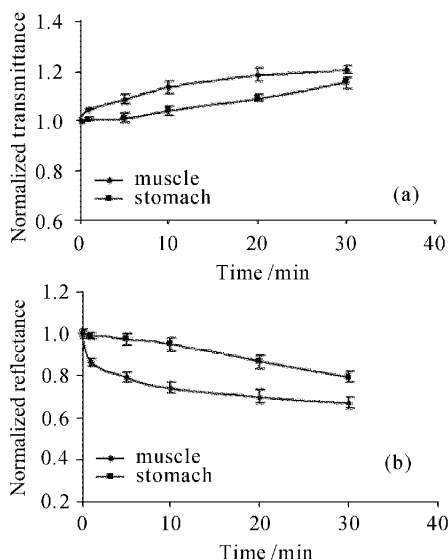 Normalized transmittance
1.4
1.2
1.0
0.8
0.6
muscle
stomach
(a)
0 10 20 30 40
Time /min
Normalized reflectance
1.2
1.0
0.8
0.6
0.4
0.2
muscle
stomach
(b)
0 10 20 30 40
Time /min